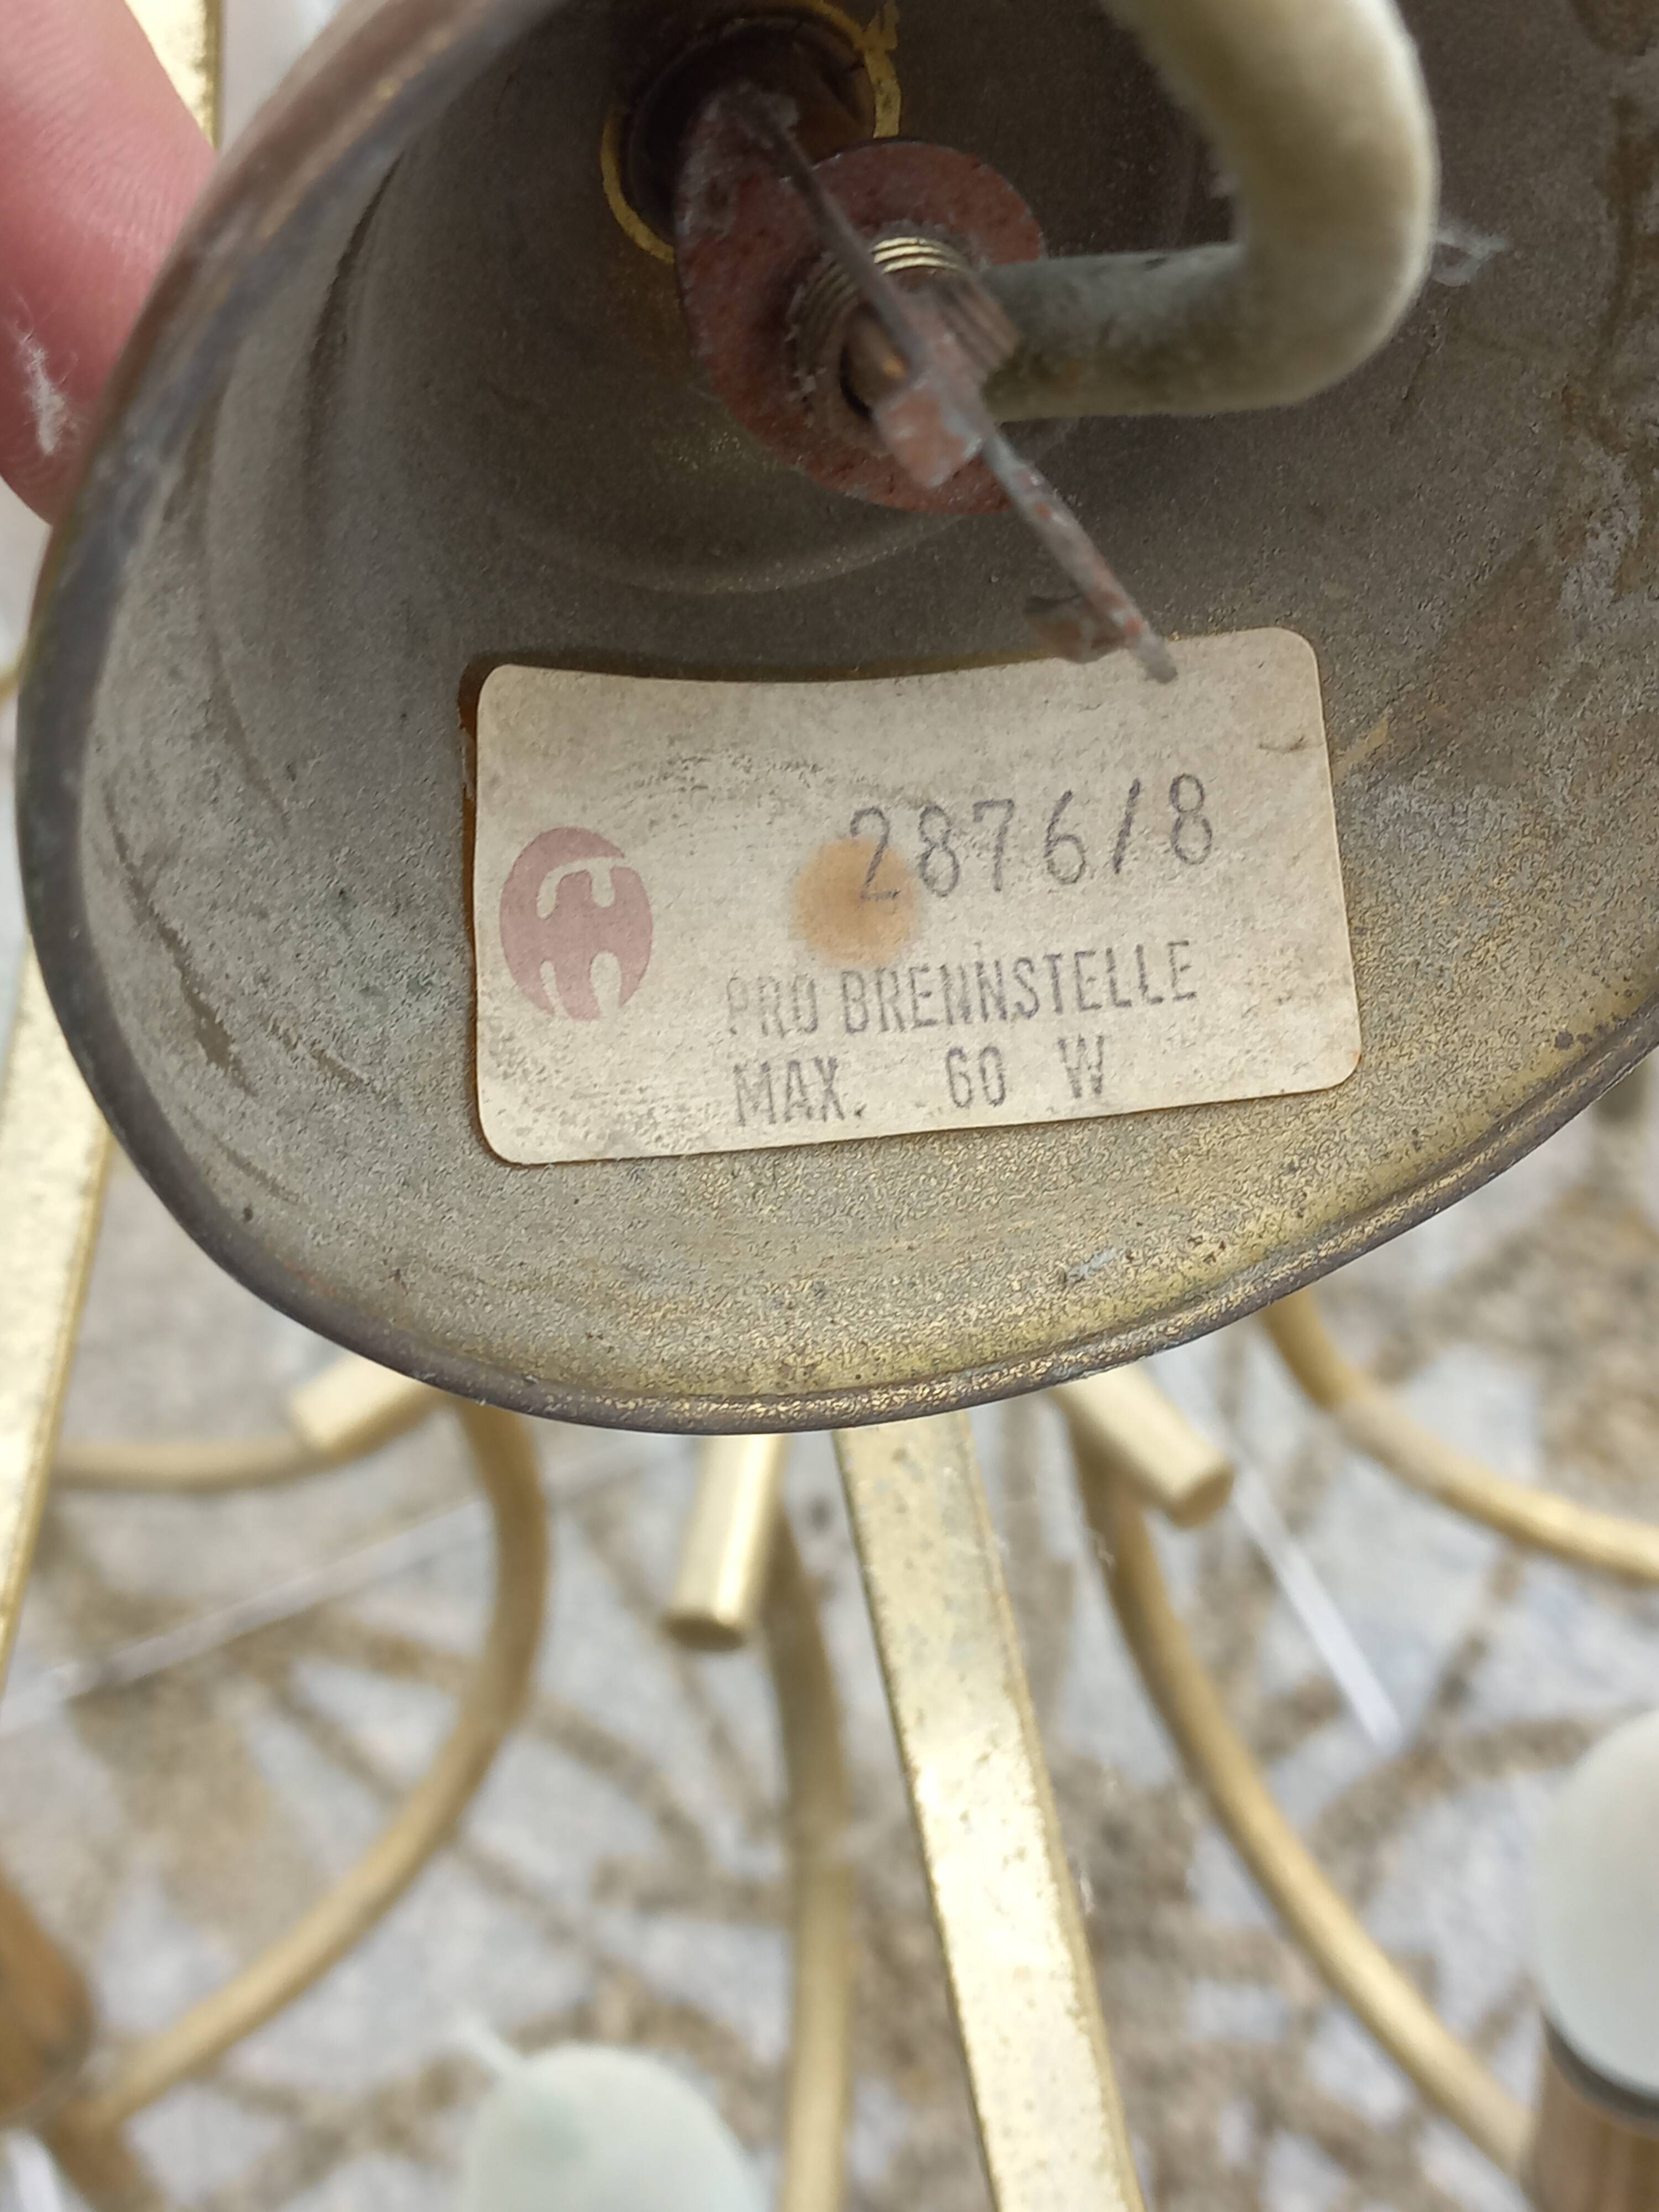 2876/8
PRO BRENNSTELLE
MAX. 60 W